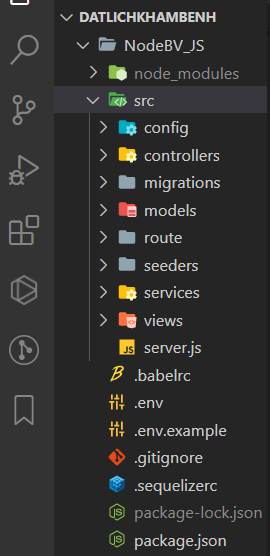 DATLICHKHAMBENH
NodeBV_JS
node_modules
src
config
controllers
migrations
models
route
seeders
services
views
JS server.js
.babelrc
.env
.env.example
.gitignore
.sequelizerc
package-lock.json
package.json